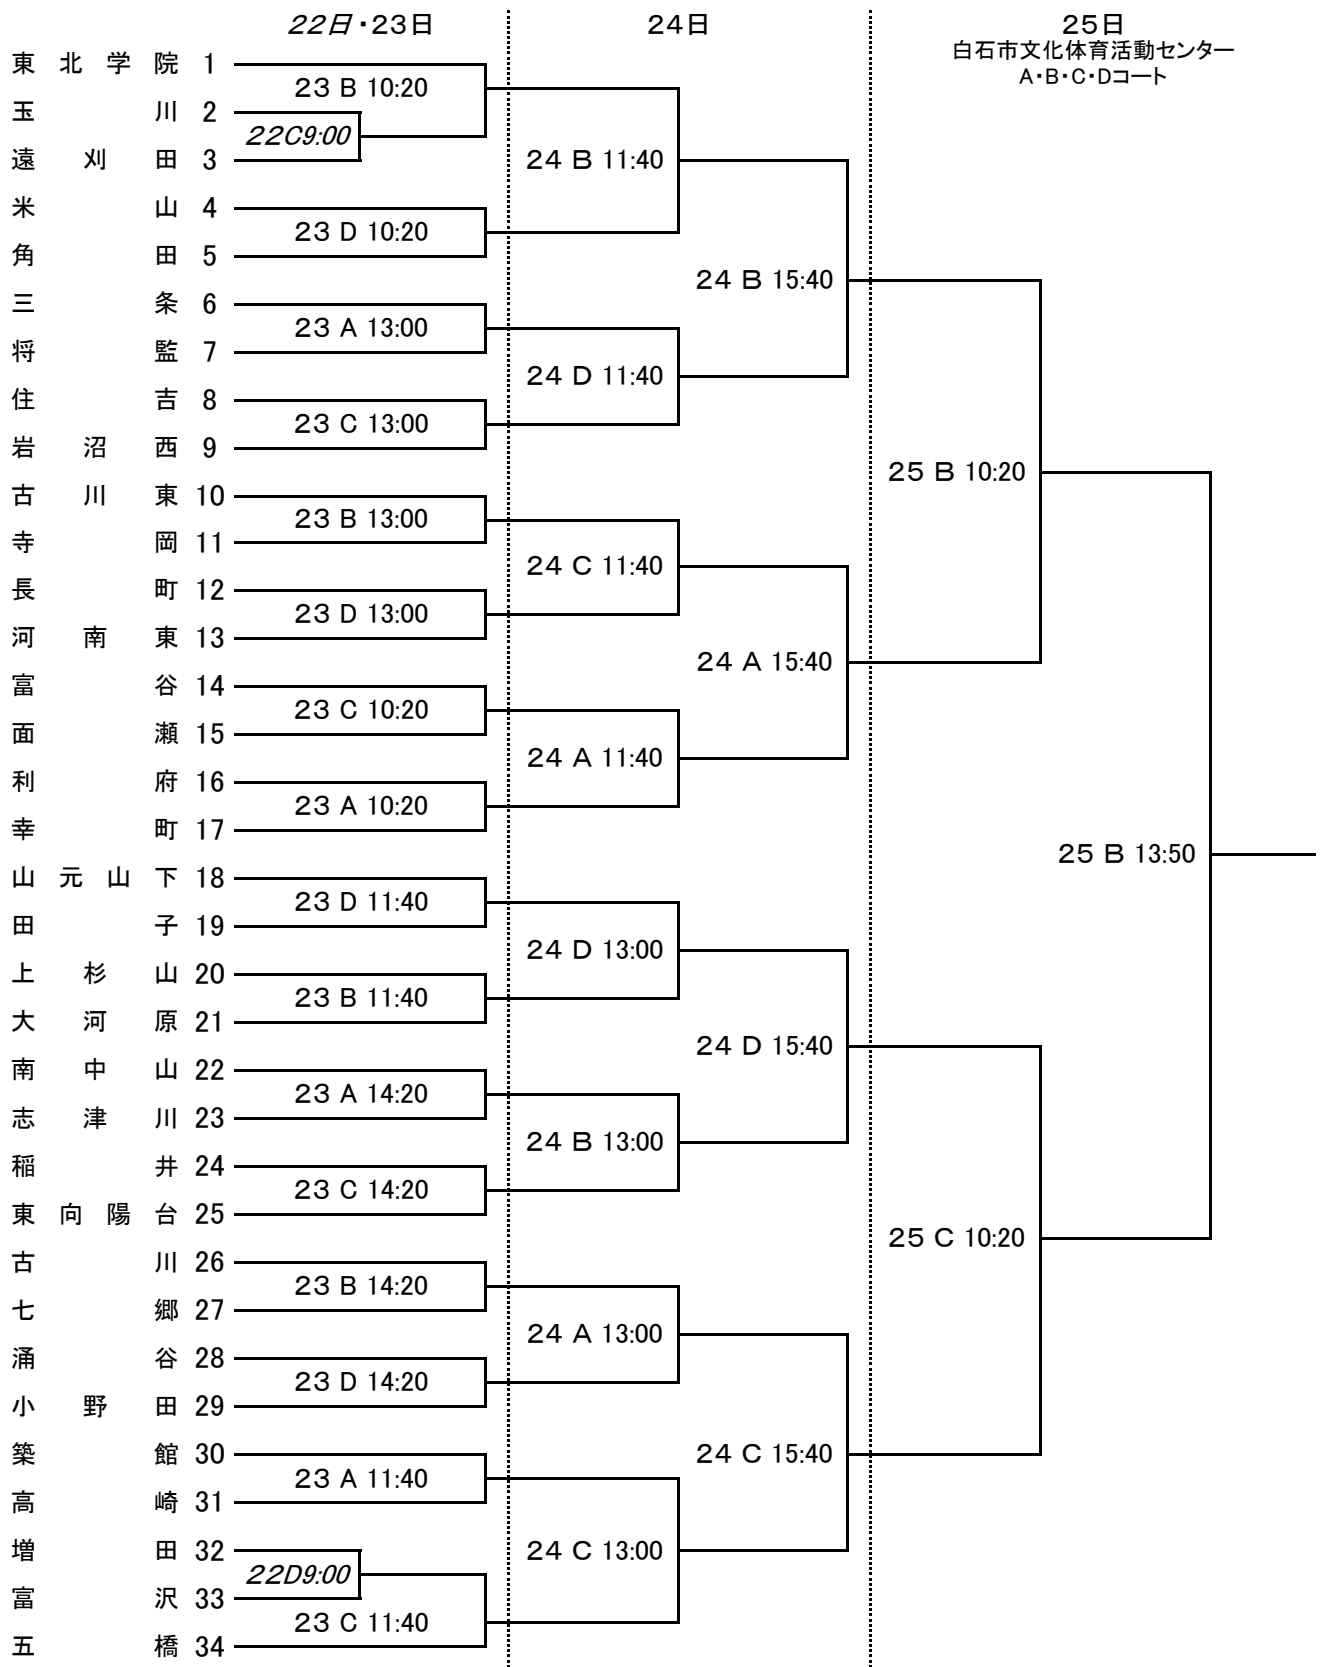 22日・23日 24日 25日
白石市文化体育活動センター
A・B・C・Dコート
東北学院 1
23 B 10:20
玉川 2
22C9:00
遠刈田 3
24 B 11:40
米山 4
23 D 10:20
角田 5
24 B 15:40
三条 6
23 A 13:00
将監 7
24 D 11:40
住吉 8
23 C 13:00
岩沼西 9
25 B 10:20
古川東 10
23 B 13:00
寺岡 11
24 C 11:40
長町 12
23 D 13:00
河南東 13
24 A 15:40
富谷 14
23 C 10:20
面瀬 15
24 A 11:40
利府 16
23 A 10:20
幸町 17
25 B 13:50
山元山下 18
23 D 11:40
田子 19
24 D 13:00
上杉山 20
23 B 11:40
大河原 21
24 D 15:40
南中山 22
23 A 14:20
志津川 23
24 B 13:00
稲井 24
23 C 14:20
東向陽台 25
25 C 10:20
古川 26
23 B 14:20
七郷 27
24 A 13:00
涌谷 28
23 D 14:20
小野田 29
24 C 15:40
築館 30
23 A 11:40
高崎 31
増田 32
24 C 13:00
22D9:00
富沢 33
23 C 11:40
五橋 34